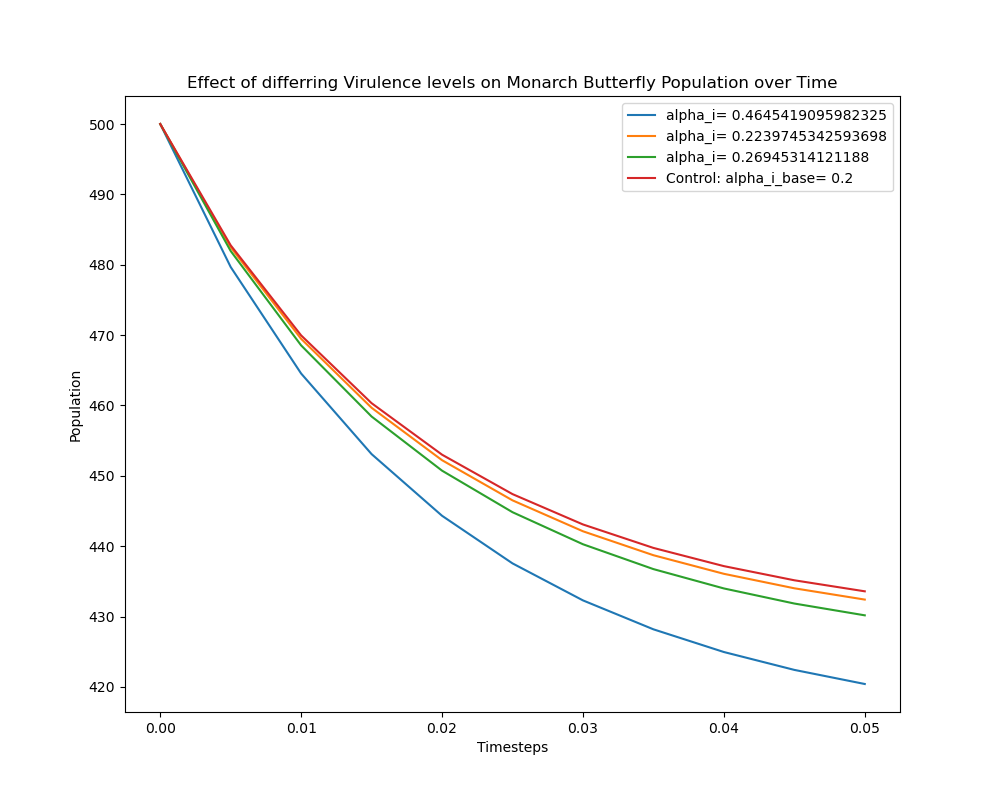 Effect of differring Virulence levels on Monarch Butterfly Population over Time
alpha_i= 0.4645419095982325
alpha_i= 0.2239745342593698
alpha_i= 0.26945314121188
Control: alpha_i_base= 0.2
Population
500
490
480
470
460
450
440
430
420
0.00 0.01 0.02 0.03 0.04 0.05
Timesteps